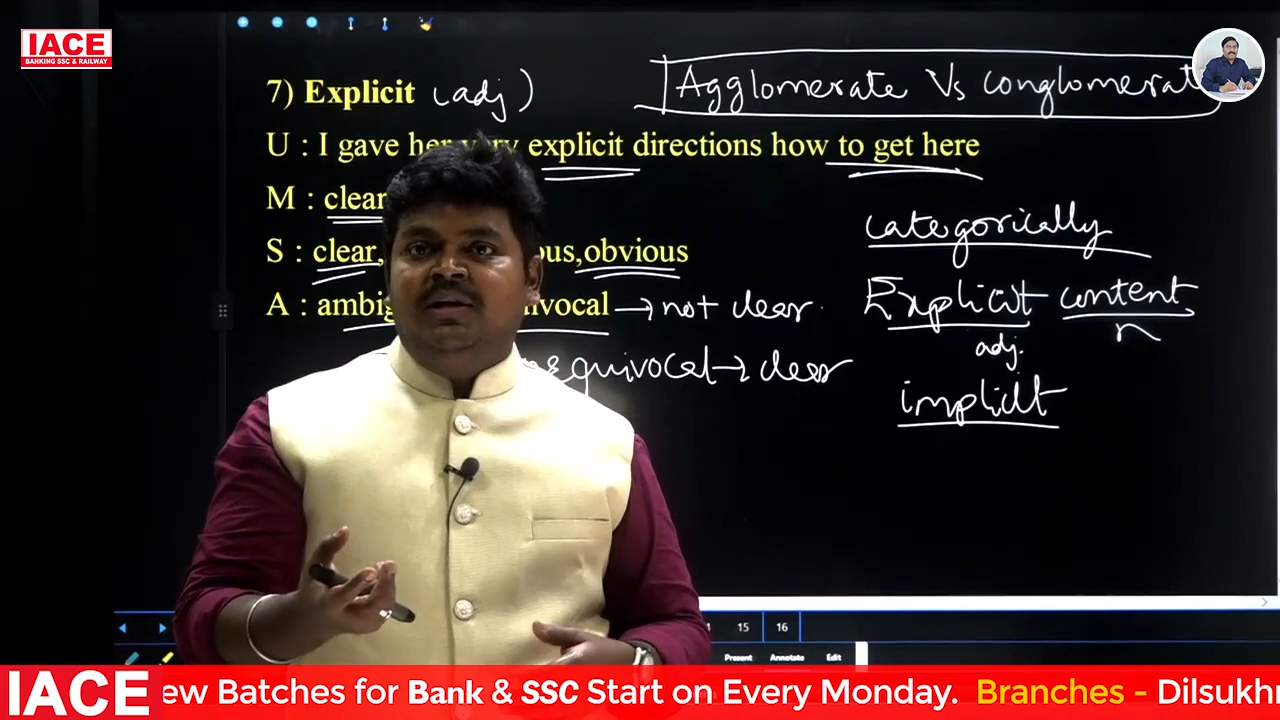 IACE
BANKING SSC & RAILWAY
7) Explicit (adj)
Agglomerate Vs conglomerat
U : I gave her very explicit directions how to get here
M : clear
S : clear, ous,obvious
categorically
A : ambig ivocal → not clear
Explicit content
adj. n
equivocal → clear
implicit
15 16
Present Annotate Edit
IACE ew Batches for Bank & SSC Start on Every Monday. Branches - Dilsukh